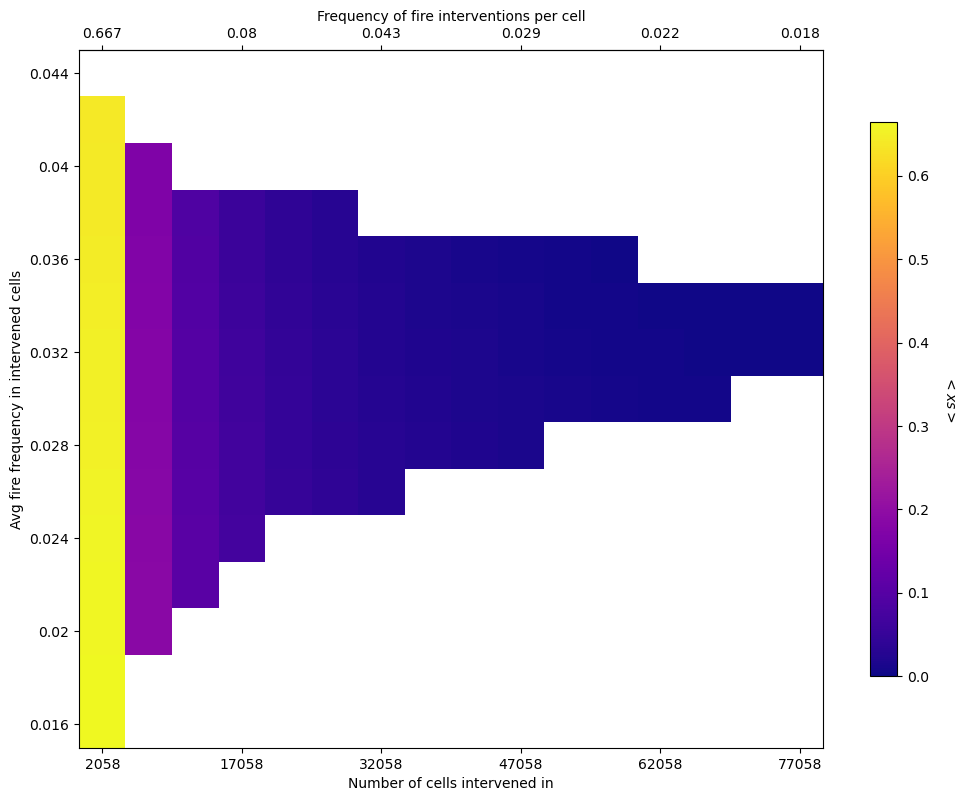 Frequency of fire interventions per cell
0.667 0.08 0.043 0.029 0.022 0.018
0.044
0.04
0.036
0.032
0.028
0.024
0.02
0.016
Avg fire frequency in intervened cells
2058 17058 32058 47058 62058 77058
Number of cells intervened in
0.6
0.5
0.4
0.3
0.2
0.1
0.0
< xs >